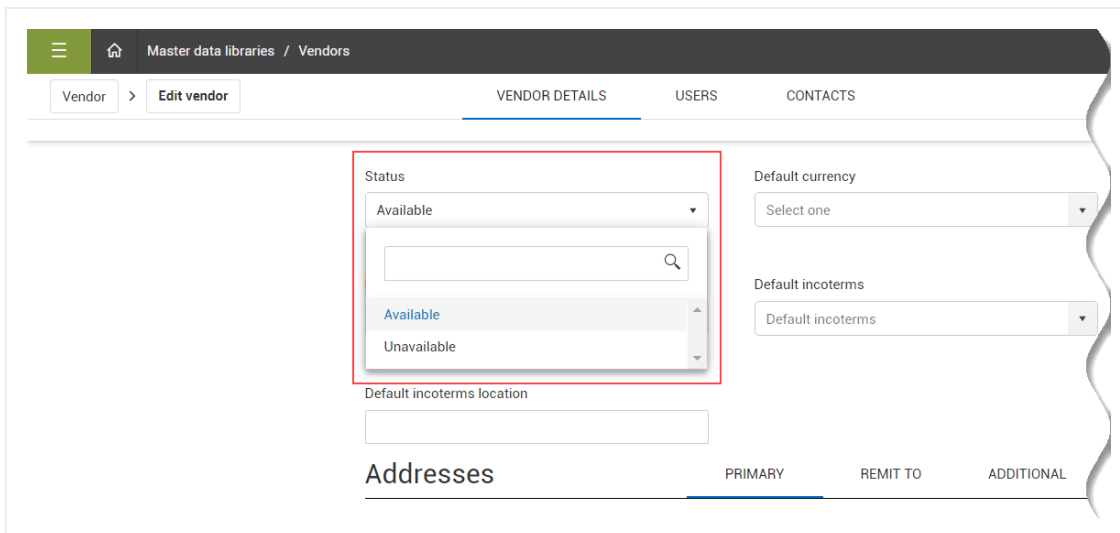 Master data libraries / Vendors
Vendor > Edit vendor VENDOR DETAILS USERS CONTACTS
Status Default currency
Available Select one
Default incoterms
Available Default incoterms
Unavailable
Default incoterms location
Addresses PRIMARY REMIT TO ADDITIONAL